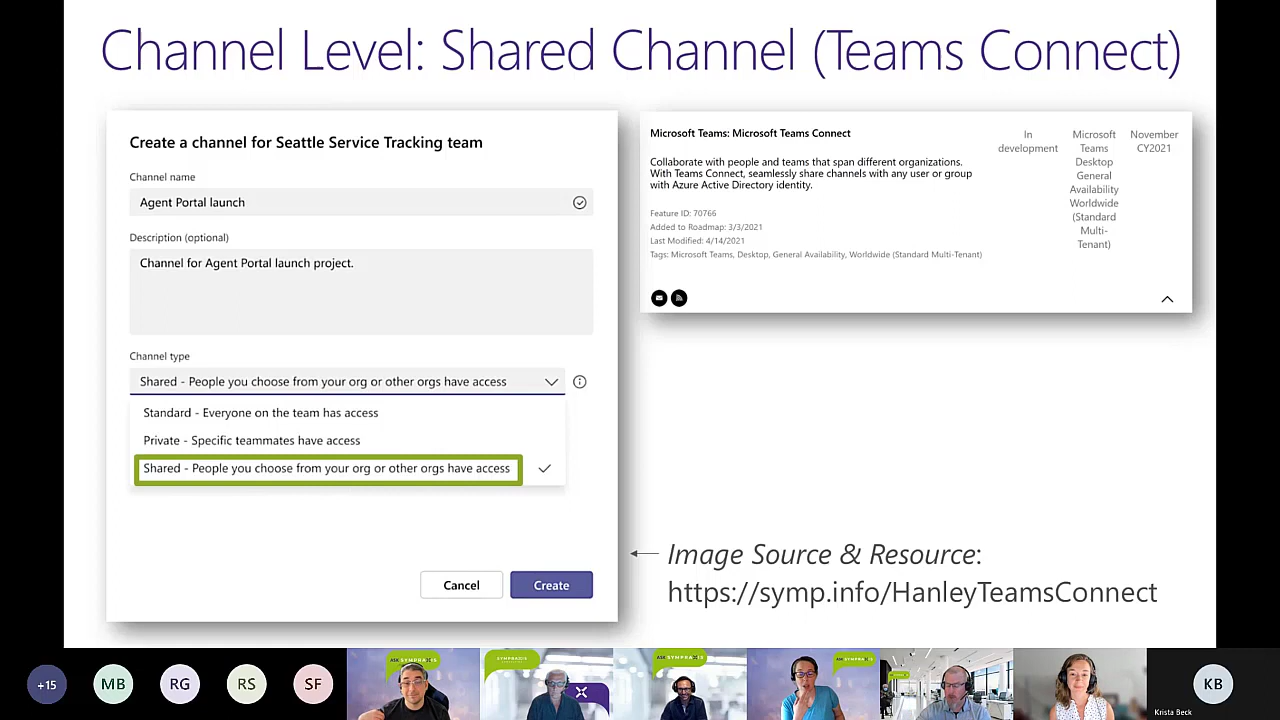 Channel Level: Shared Channel (Teams Connect)
Create a channel for Seattle Service Tracking team
Channel name
Agent Portal launch
Description (optional)
Channel for Agent Portal launch project.
Channel type
Shared - People you choose from your org or other orgs have access
Standard - Everyone on the team has access
Private - Specific teammates have access
Shared - People you choose from your org or other orgs have access
Cancel
Create
Microsoft Teams: Microsoft Teams Connect
Collaborate with people and teams that span different organizations.
With Teams Connect, seamlessly share channels with any user or group
with Azure Active Directory identity.
Feature ID: 70766
Added to Roadmap: 3/3/2021
Last Modified: 4/14/2021
Tags: Microsoft Teams, Desktop, General Availability, Worldwide (Standard Multi-Tenant)
In
development
Microsoft
Teams
Desktop
General
Availability
Worldwide
(Standard
Multi-
Tenant)
November
CY2021
Image Source & Resource:
https://symp.info/HanleyTeamsConnect
+15
MB
RG
RS
SF
ASK SYMPRAXIS
SYMPRAXIS
ASK SYMPRAXIS
ASK SYMPRAXIS
KB
Krista Beck